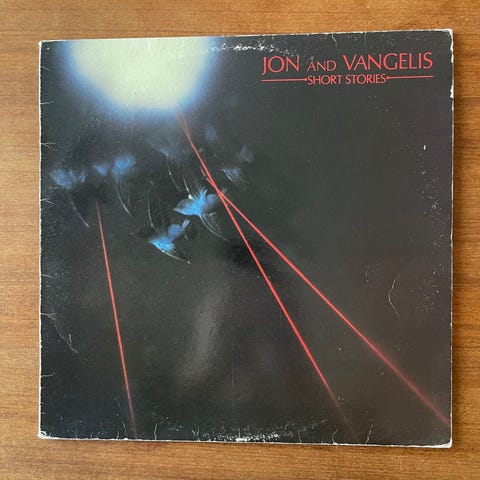 JON AND VANGELIS
SHORT STORIES